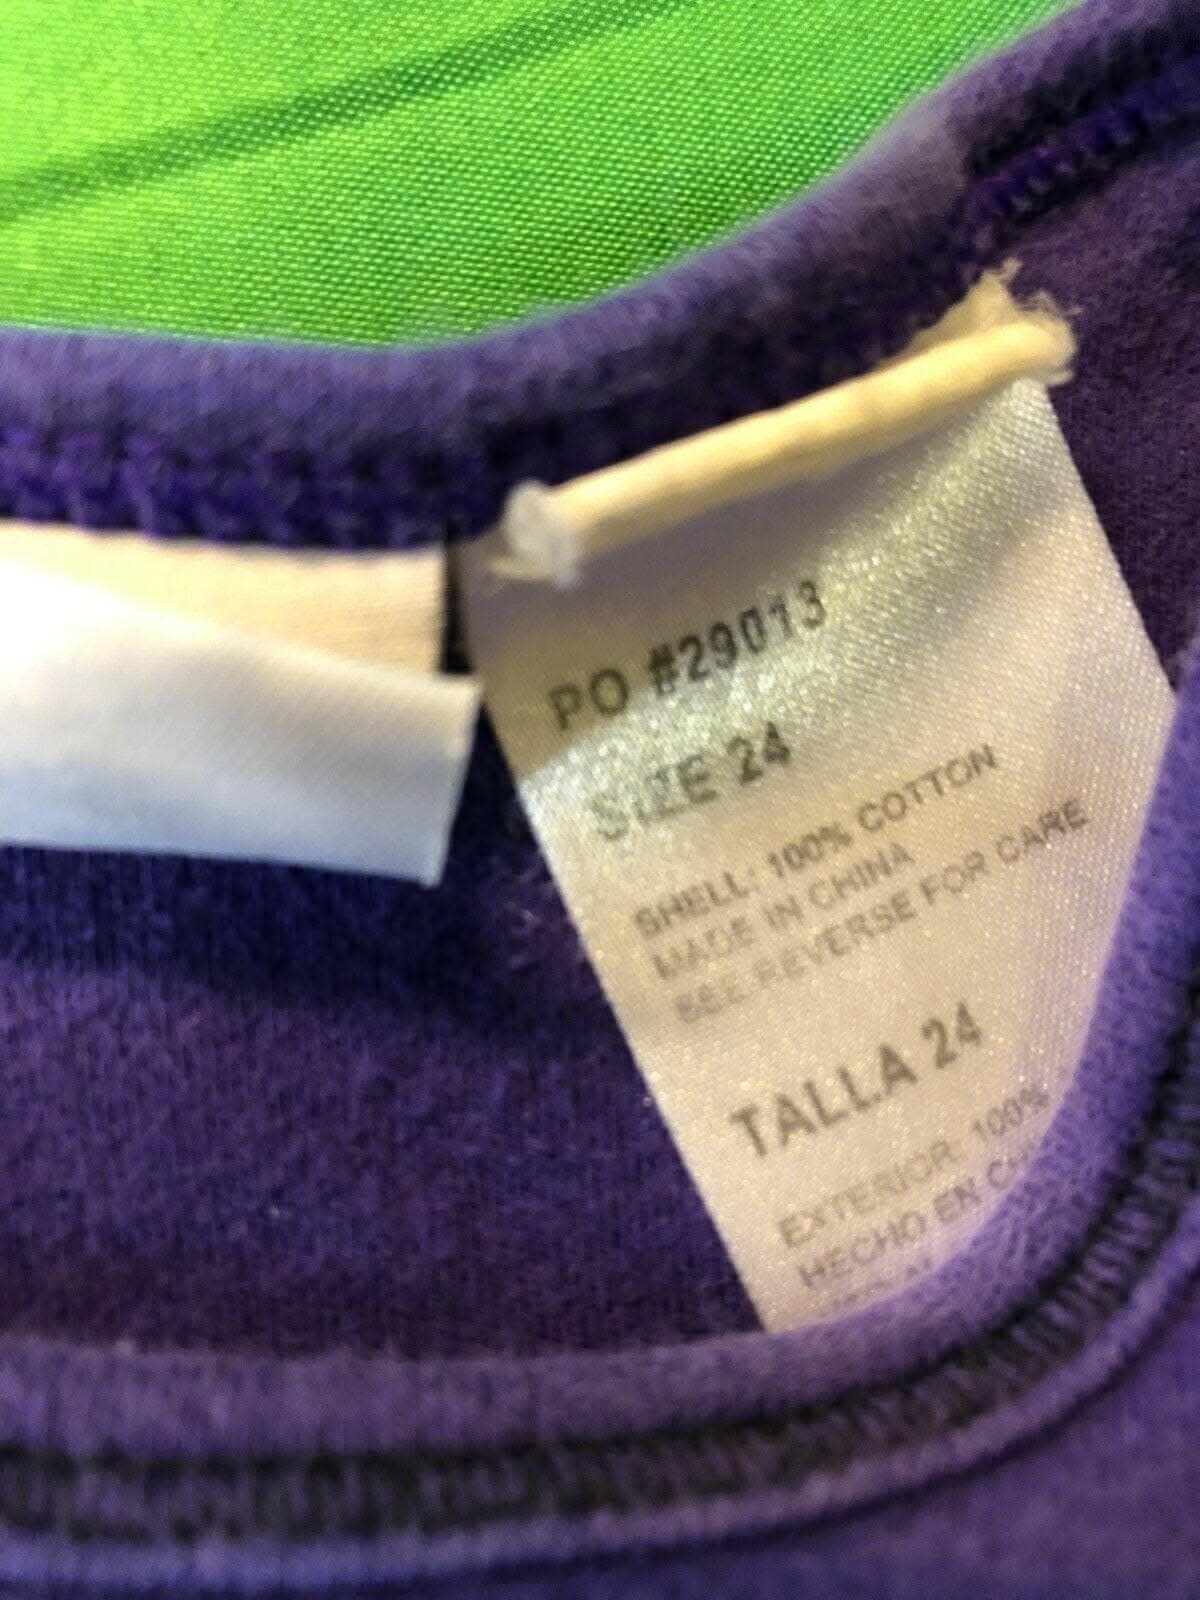 PO #29013
SIZE 24
SHELL: 100% COTTON
MADE IN CHINA
SEE REVERSE FOR CARE
TALLA 24
EXTERIOR: 100%
HECHO EN